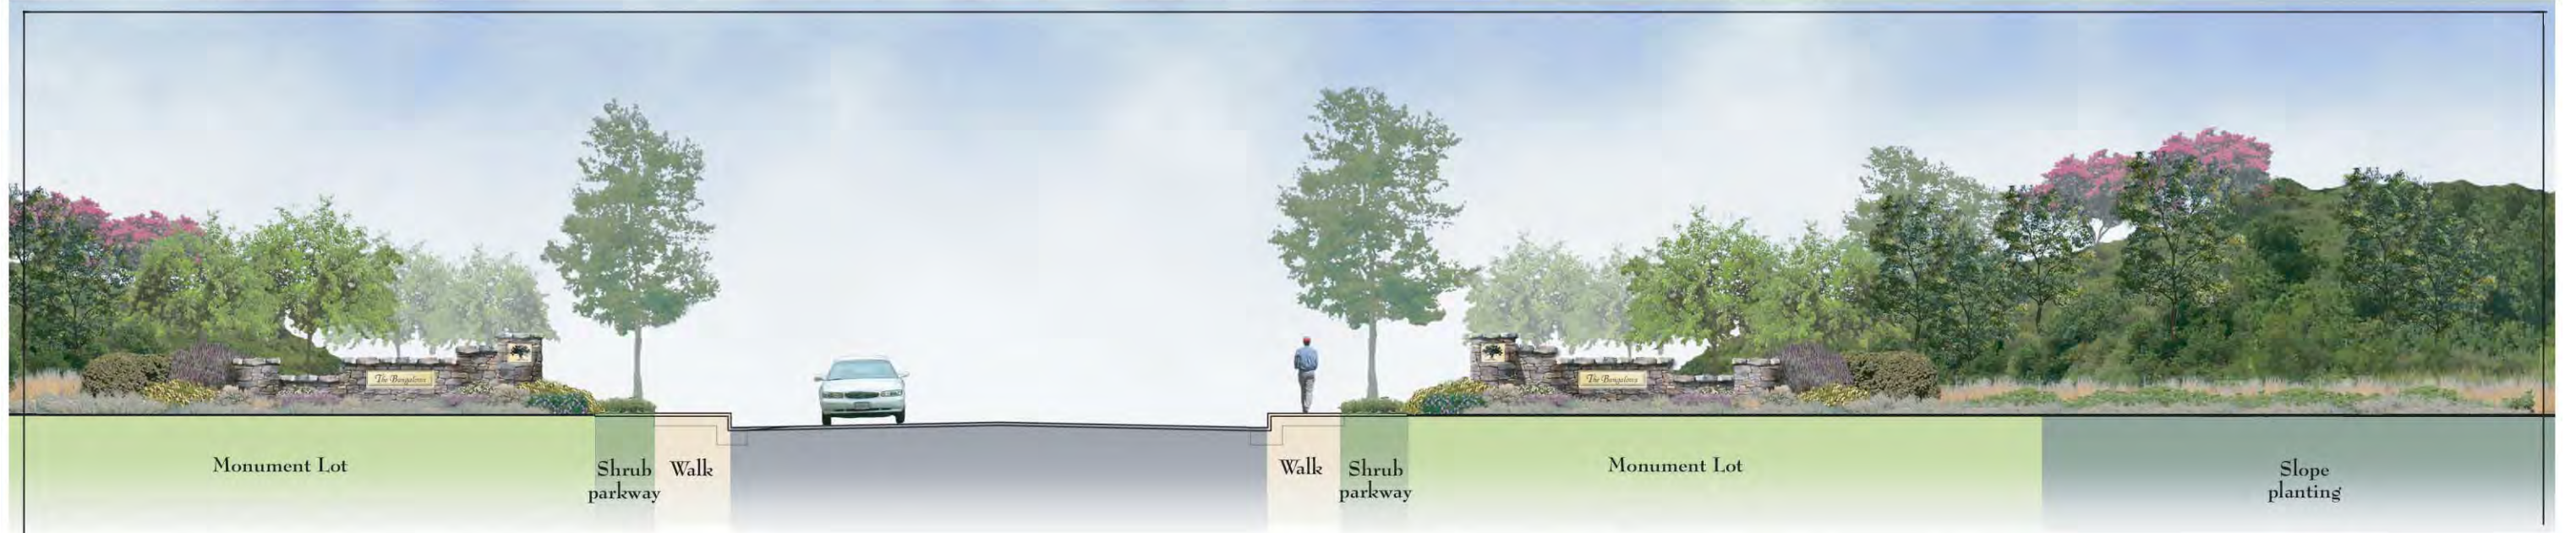 The Bungalows
The Bungalows
Monument Lot
Shrub
parkway
Walk
Walk
Shrub
parkway
Monument Lot
Slope
planting